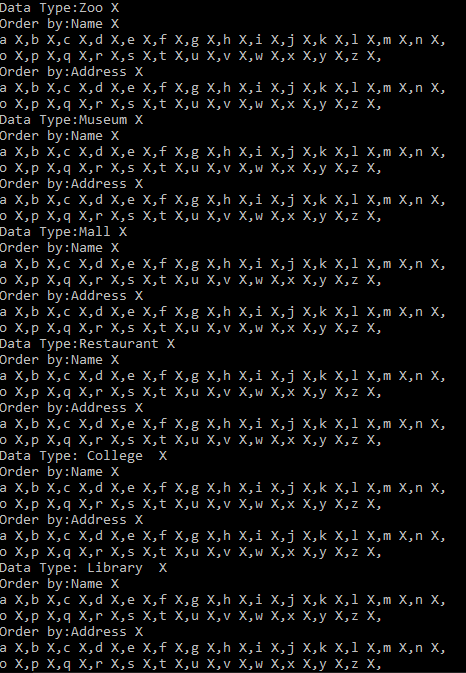 Data Type:Zoo X
Order by:Name X
a X,b X,c X,d X,e X,f X,g X,h X,i X,j X,k X,l X,m X,n X,
o X,p X,q X,r X,s X,t X,u X,v X,w X,x X,y X,z X,
Order by:Address X
a X,b X,c X,d X,e X,f X,g X,h X,i X,j X,k X,l X,m X,n X,
o X,p X,q X,r X,s X,t X,u X,v X,w X,x X,y X,z X,
Data Type:Museum X
Order by:Name X
a X,b X,c X,d X,e X,f X,g X,h X,i X,j X,k X,l X,m X,n X,
o X,p X,q X,r X,s X,t X,u X,v X,w X,x X,y X,z X,
Order by:Address X
a X,b X,c X,d X,e X,f X,g X,h X,i X,j X,k X,l X,m X,n X,
o X,p X,q X,r X,s X,t X,u X,v X,w X,x X,y X,z X,
Data Type:Mall X
Order by:Name X
a X,b X,c X,d X,e X,f X,g X,h X,i X,j X,k X,l X,m X,n X,
o X,p X,q X,r X,s X,t X,u X,v X,w X,x X,y X,z X,
Order by:Address X
a X,b X,c X,d X,e X,f X,g X,h X,i X,j X,k X,l X,m X,n X,
o X,p X,q X,r X,s X,t X,u X,v X,w X,x X,y X,z X,
Data Type:Restaurant X
Order by:Name X
a X,b X,c X,d X,e X,f X,g X,h X,i X,j X,k X,l X,m X,n X,
o X,p X,q X,r X,s X,t X,u X,v X,w X,x X,y X,z X,
Order by:Address X
a X,b X,c X,d X,e X,f X,g X,h X,i X,j X,k X,l X,m X,n X,
o X,p X,q X,r X,s X,t X,u X,v X,w X,x X,y X,z X,
Data Type: College  X
Order by:Name X
a X,b X,c X,d X,e X,f X,g X,h X,i X,j X,k X,l X,m X,n X,
o X,p X,q X,r X,s X,t X,u X,v X,w X,x X,y X,z X,
Order by:Address X
a X,b X,c X,d X,e X,f X,g X,h X,i X,j X,k X,l X,m X,n X,
o X,p X,q X,r X,s X,t X,u X,v X,w X,x X,y X,z X,
Data Type: Library  X
Order by:Name X
a X,b X,c X,d X,e X,f X,g X,h X,i X,j X,k X,l X,m X,n X,
o X,p X,q X,r X,s X,t X,u X,v X,w X,x X,y X,z X,
Order by:Address X
a X,b X,c X,d X,e X,f X,g X,h X,i X,j X,k X,l X,m X,n X,
o X,p X,q X,r X,s X,t X,u X,v X,w X,x X,y X,z X,